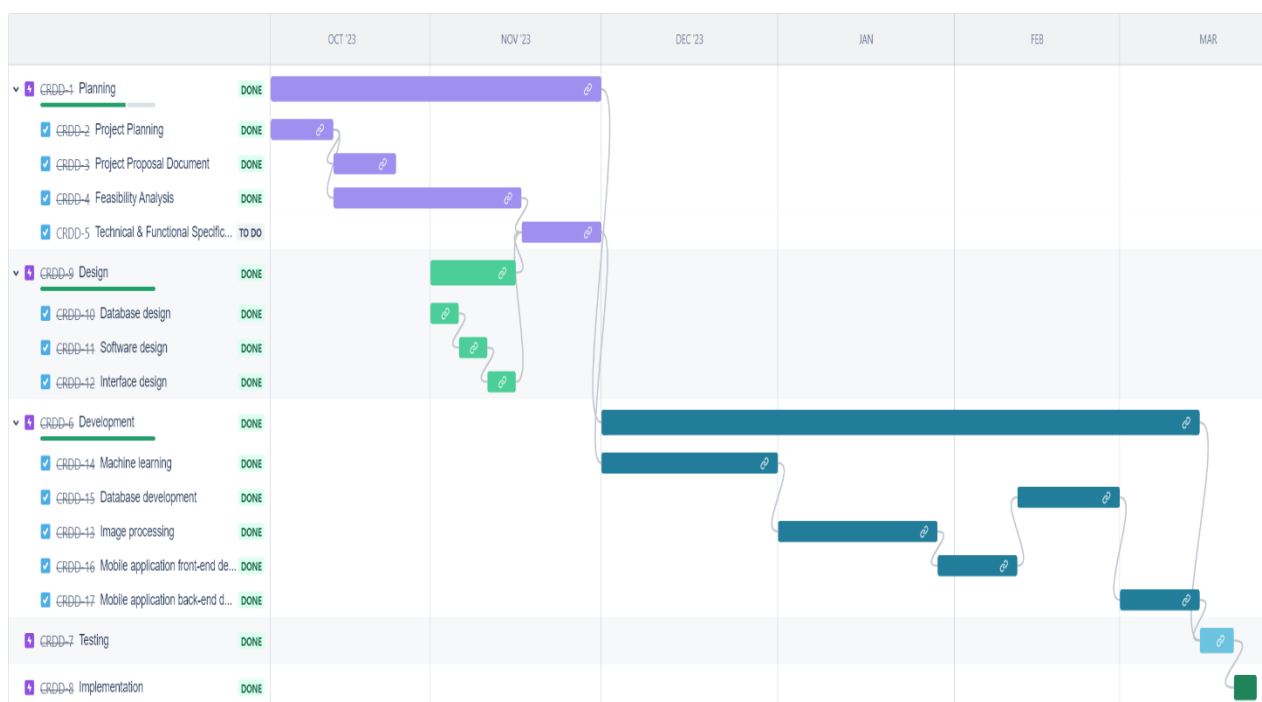 OCT '23 NOV '23 DEC '23 JAN FEB MAR
CRDD-1 Planning DONE
CRDD-2 Project Planning DONE
CRDD-3 Project Proposal Document DONE
CRDD-4 Feasibility Analysis DONE
CRDD-5 Technical & Functional Specific... TO DO
CRDD-9 Design DONE
CRDD-10 Database design DONE
CRDD-11 Software design DONE
CRDD-12 Interface design DONE
CRDD-6 Development DONE
CRDD-14 Machine learning DONE
CRDD-15 Database development DONE
CRDD-13 Image processing DONE
CRDD-16 Mobile application front-end de... DONE
CRDD-17 Mobile application back-end d... DONE
CRDD-7 Testing DONE
CRDD-8 Implementation DONE